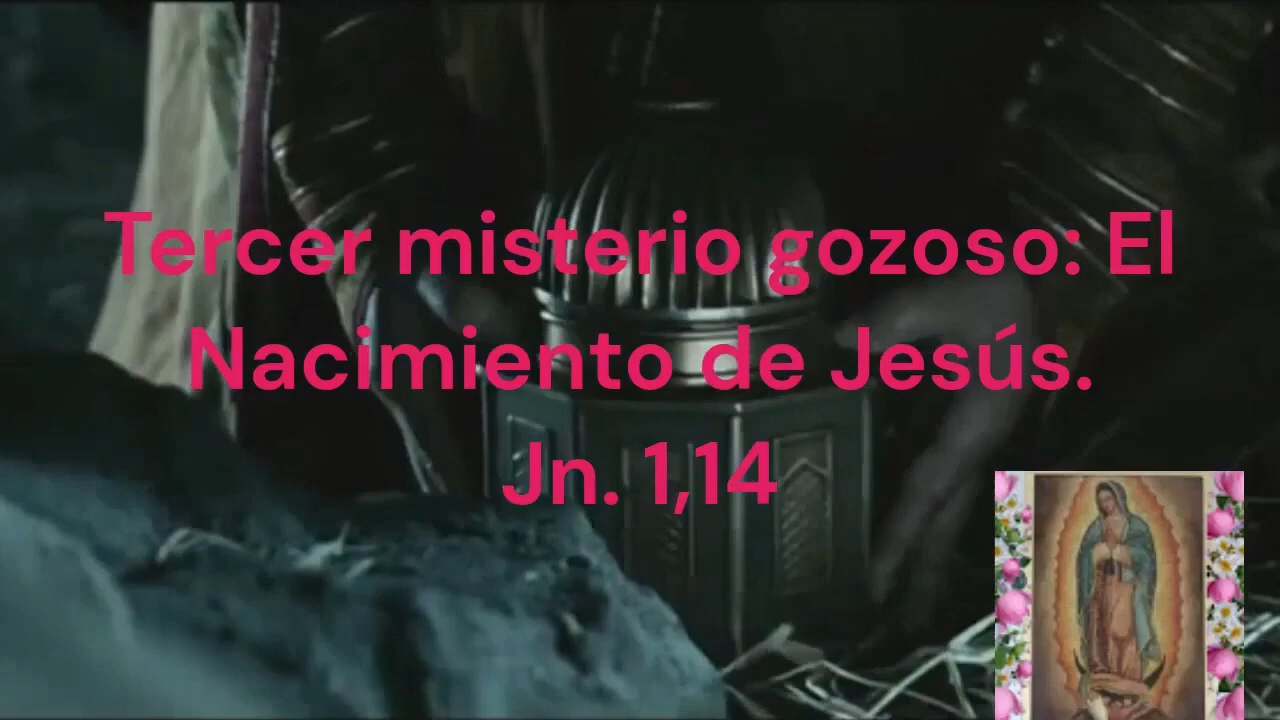 Tercer misterio gozoso: El
Nacimiento de Jesús.
Jn. 1,14